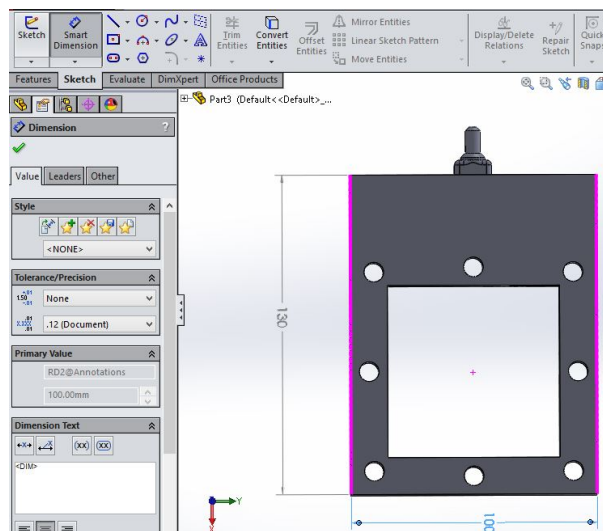 Sketch
Smart Dimension
Trim Entities
Convert Entities
Offset Entities
Mirror Entities
Linear Sketch Pattern
Move Entities
Display/Delete Relations
Repair Sketch
Quick Snaps
Features Sketch Evaluate DimXpert Office Products
Part3 (Default<<Default>_...
Dimension ?
Value Leaders Other
Style
<NONE>
Tolerance/Precision
None
.12 (Document)
Primary Value
RD2@Annotations
100.00mm
Dimension Text
(xx) (xx)
<DIM>
130
100
Y
X